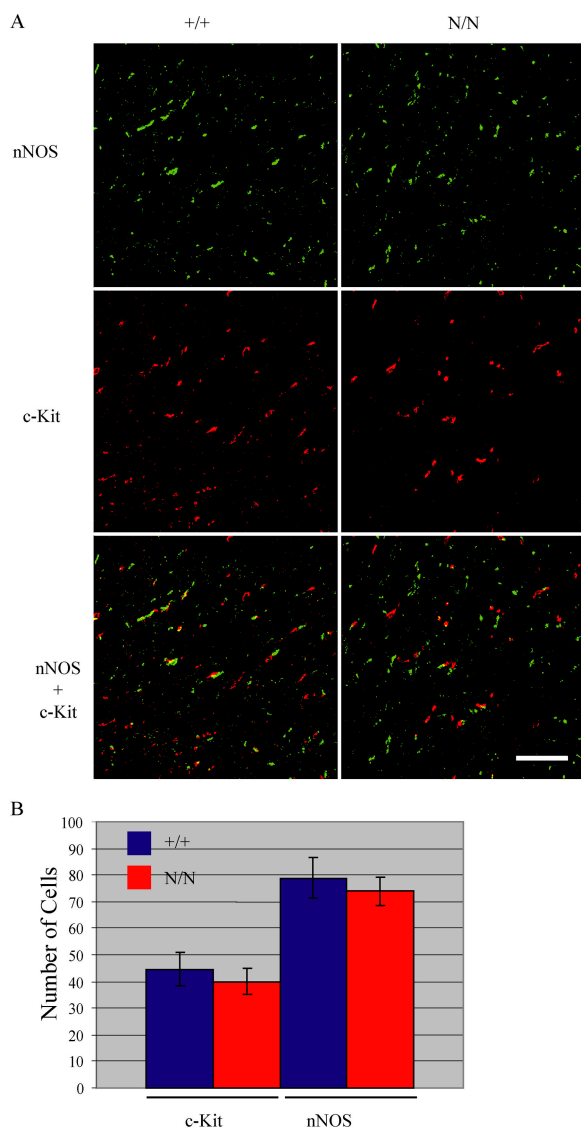 A
+/+
N/N
nNOS
c-Kit
nNOS
+
c-Kit
B
Number of Cells
100
90
80
70
60
50
40
30
20
10
0
+/+
N/N
c-Kit
nNOS